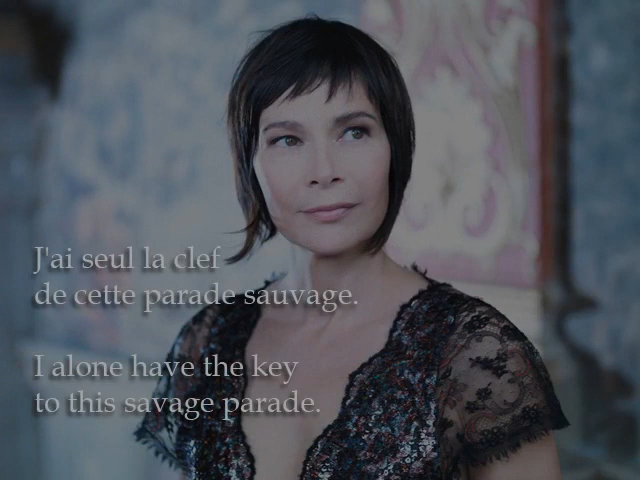 J'ai seul la clef
de cette parade sauvage.
I alone have the key
to this savage parade.